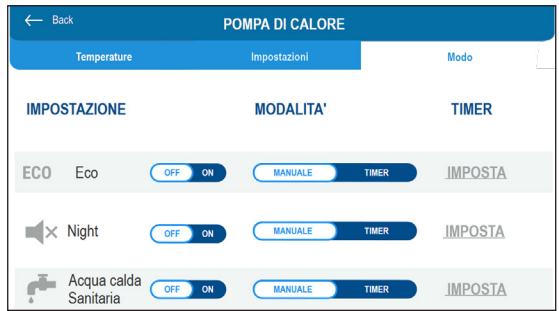 Back
POMPA DI CALORE
Temperature Impostazioni Modo
IMPOSTAZIONE MODALITA' TIMER
ECO Eco OFF ON MANUALE TIMER IMPOSTA
Night OFF ON MANUALE TIMER IMPOSTA
Acqua calda
Sanitaria OFF ON MANUALE TIMER IMPOSTA